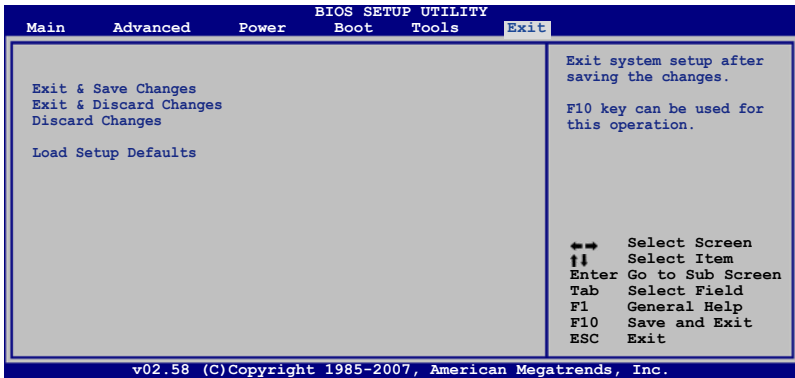 BIOS SETUP UTILITY
Main Advanced Power Boot Tools Exit
Exit & Save Changes
Exit & Discard Changes
Discard Changes
Load Setup Defaults
Exit system setup after
saving the changes.
F10 key can be used for
this operation.
←→ Select Screen
↑↓ Select Item
Enter Go to Sub Screen
Tab Select Field
F1 General Help
F10 Save and Exit
ESC Exit
v02.58 (C)Copyright 1985-2007, American Megatrends, Inc.